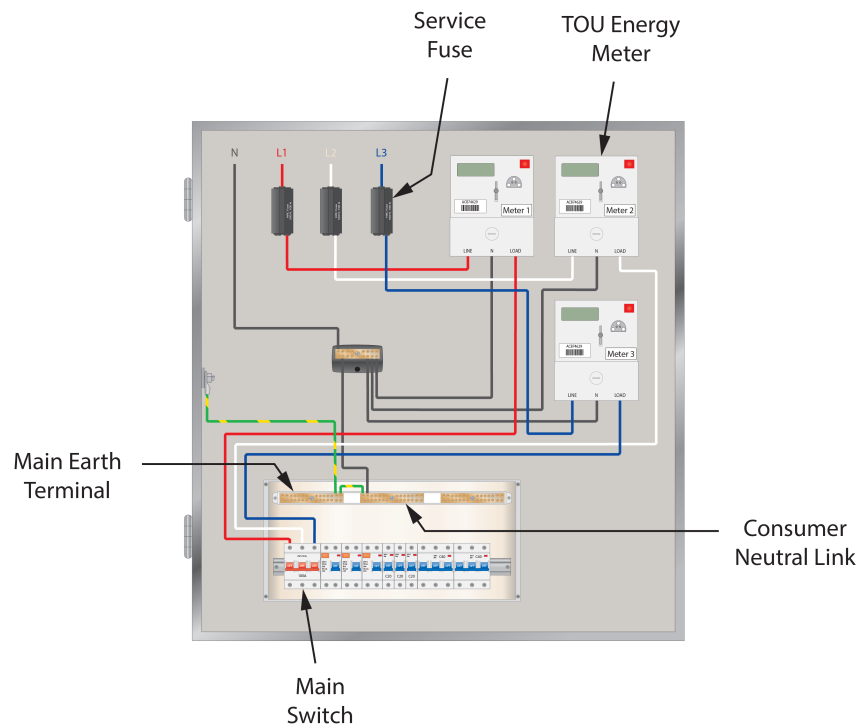 Service
Fuse
TOU Energy
Meter
N
L1
L2
L3
Meter 1
LINE
N
LOAD
Meter 2
LINE
N
LOAD
Meter 3
LINE
N
LOAD
Main Earth
Terminal
Consumer
Neutral Link
100A
C20
C20
C20
C40
C40
Main
Switch